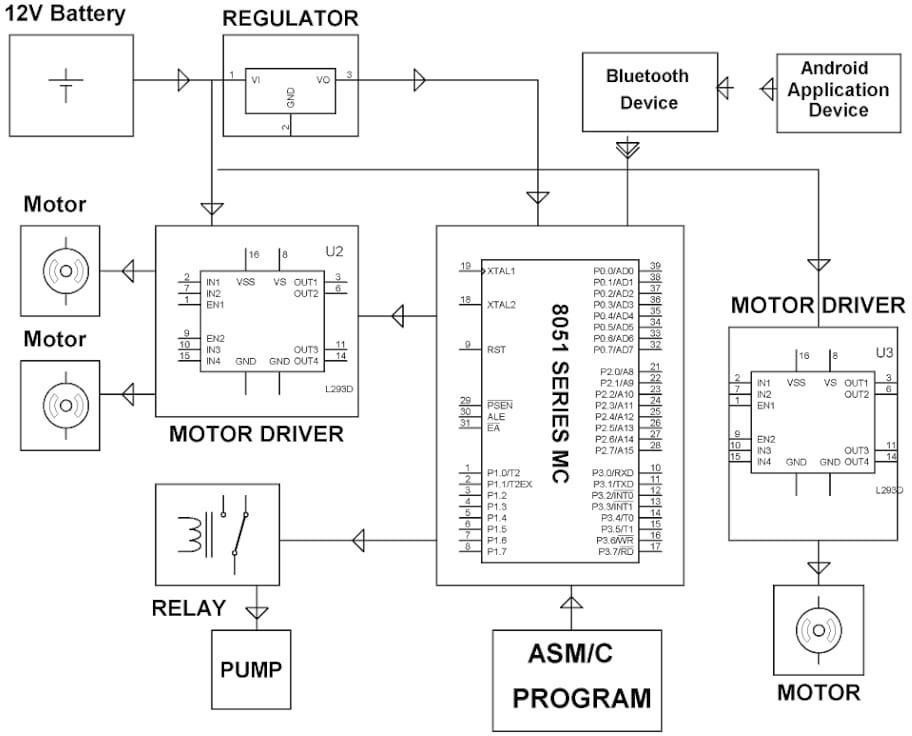 12V Battery
REGULATOR
1 VI VO 3
GND
2
Bluetooth
Device
Android
Application
Device
Motor
Motor
U2
16 8
2 IN1 VSS VS OUT1 3
7 IN2 OUT2 6
1 EN1
9 EN2
10 IN3 OUT3 11
15 IN4 GND GND OUT4 14
L293D
MOTOR DRIVER
19 XTAL1 P0.0/AD0 39
P0.1/AD1 38
P0.2/AD2 37
18 XTAL2 P0.3/AD3 36
P0.4/AD4 35
P0.5/AD5 34
P0.6/AD6 33
9 RST P0.7/AD7 32
P2.0/A8 21
P2.1/A9 22
P2.2/A10 23
29 PSEN P2.3/A11 24
30 ALE P2.4/A12 25
31 EA P2.5/A13 26
P2.6/A14 27
P2.7/A15 28
1 P1.0/T2 P3.0/RXD 10
2 P1.1/T2EX P3.1/TXD 11
3 P1.2 P3.2/INT0 12
4 P1.3 P3.3/INT1 13
5 P1.4 P3.4/T0 14
6 P1.5 P3.5/T1 15
7 P1.6 P3.6/WR 16
8 P1.7 P3.7/RD 17
8051 SERIES MC
MOTOR DRIVER
U3
16 8
2 IN1 VSS VS OUT1 3
7 IN2 OUT2 6
1 EN1
9 EN2
10 IN3 OUT3 11
15 IN4 GND GND OUT4 14
L293D
RELAY
PUMP
ASM/C
PROGRAM
MOTOR